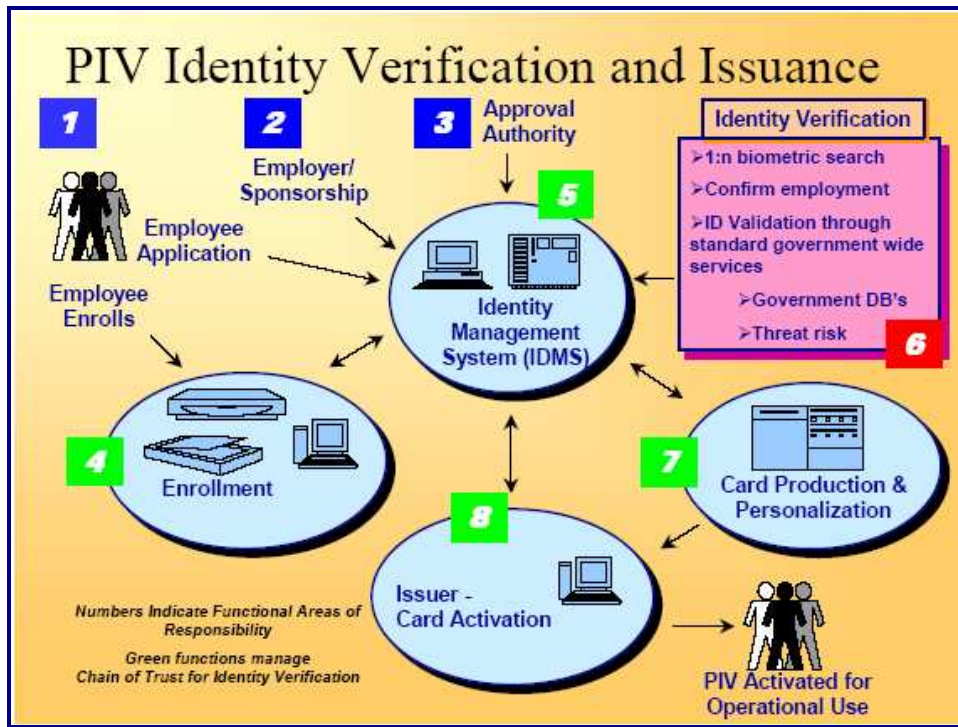 PIV Identity Verification and Issuance
1
2
3
Approval
Authority
Identity Verification
➢1:n biometric search
➢Confirm employment
➢ID Validation through
standard government wide
services
➢Government DB's
➢Threat risk
6
Employer/
Sponsorship
Employee
Application
Employee
Enrolls
5
Identity
Management
System (IDMS)
4
Enrollment
7
Card Production &
Personalization
8
Issuer -
Card Activation
Numbers Indicate Functional Areas of
Responsibility
Green functions manage
Chain of Trust for Identity Verification
PIV Activated for
Operational Use